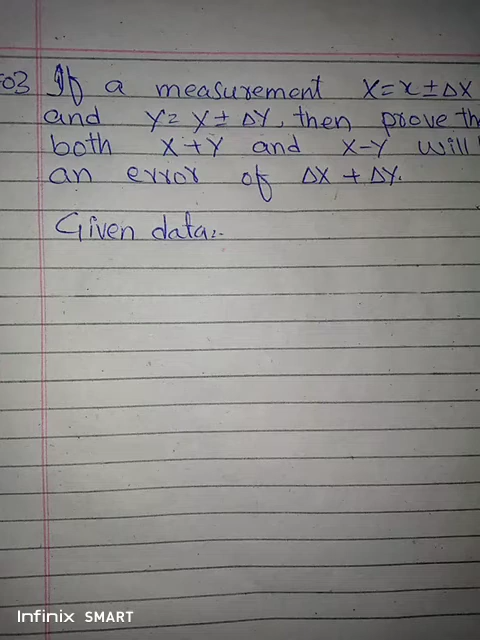 03 If a measurement X=x±ΔX
and Y= Y± ΔY, then prove th
both X+Y and X-Y will
an error of ΔX + ΔY.
Given data:-
Infinix SMART